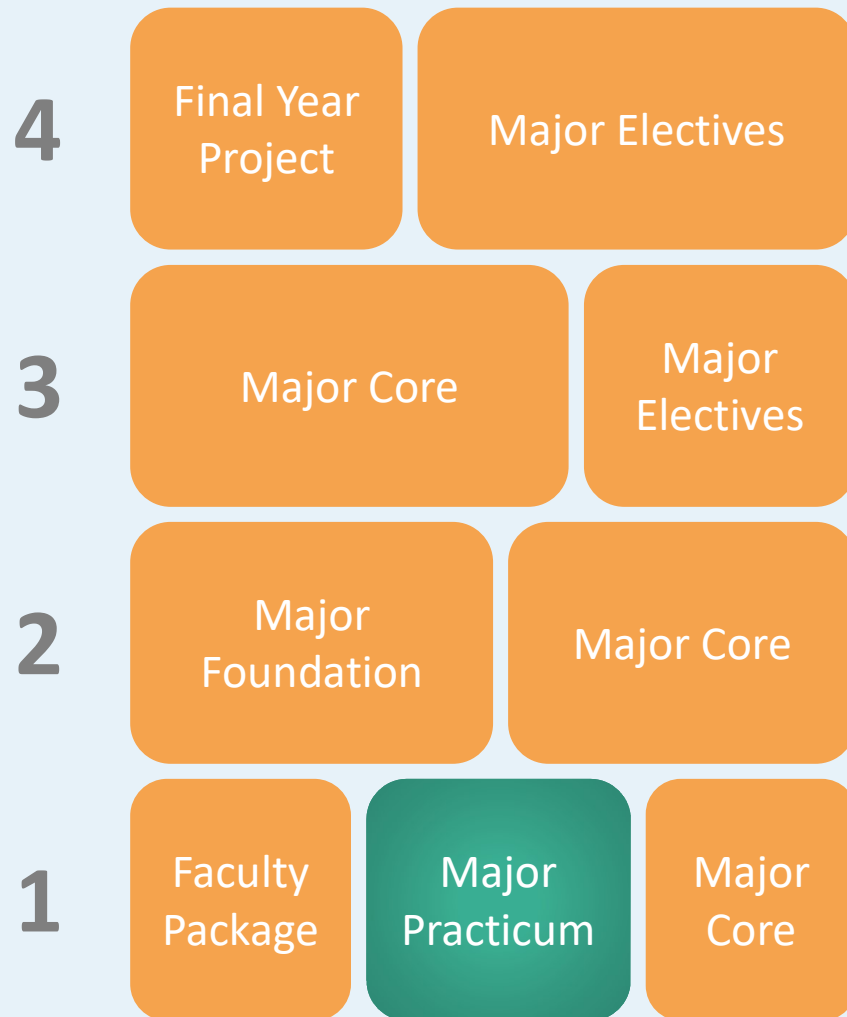 4
Final Year
Project
Major Electives
3
Major Core
Major
Electives
2
Major
Foundation
Major Core
1
Faculty
Package
Major
Practicum
Major
Core